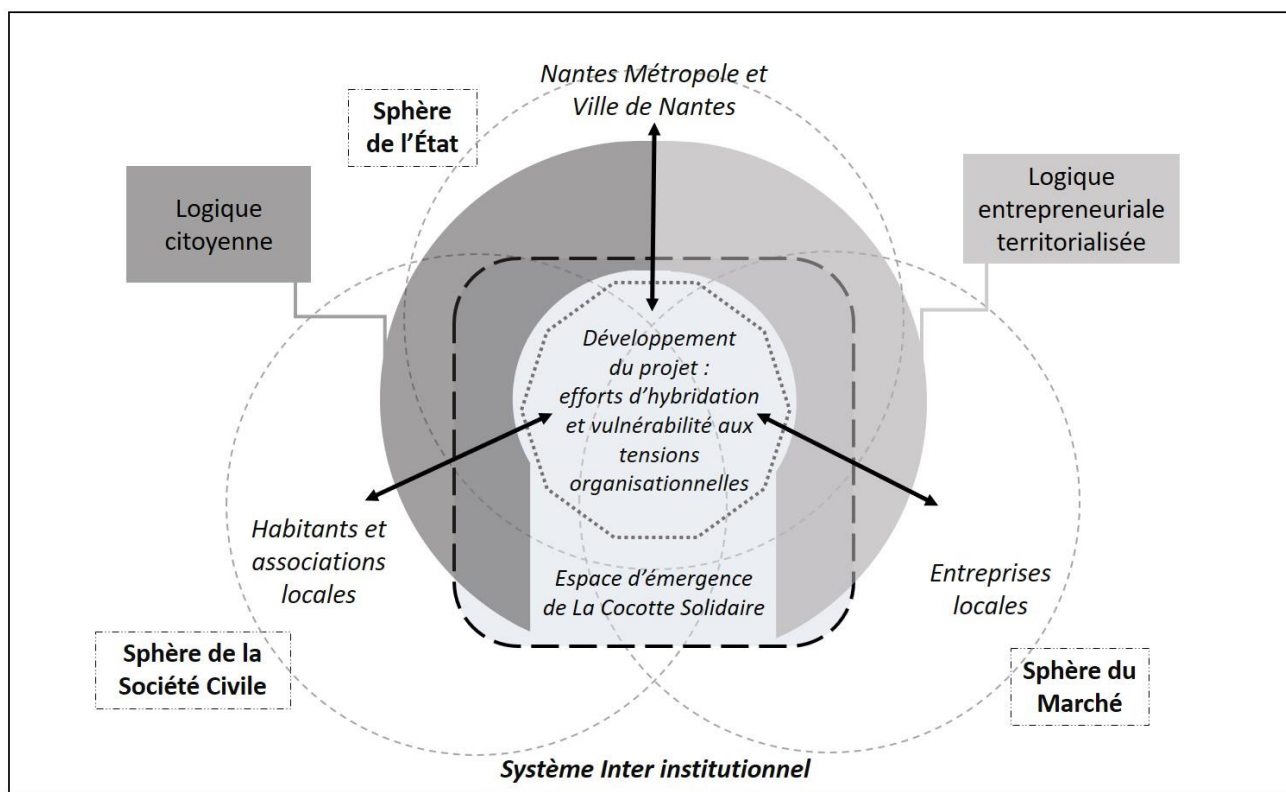 Nantes Métropole et
Ville de Nantes
Sphère
de l'État
Logique
citoyenne
Logique
entrepreneuriale
territorialisée
Développement
du projet :
efforts d'hybridation
et vulnérabilité aux
tensions
organisationnelles
Habitants et
associations
locales
Espace d'émergence
de La Cocotte Solidaire
Entreprises
locales
Sphère de la
Société Civile
Sphère du
Marché
Système Inter institutionnel